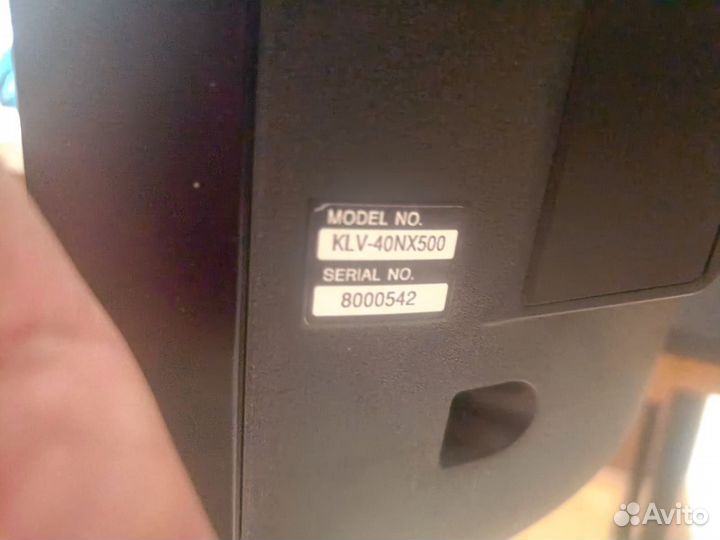 MODEL NO.
KLV-40NX500
SERIAL NO.
8000542
Avito